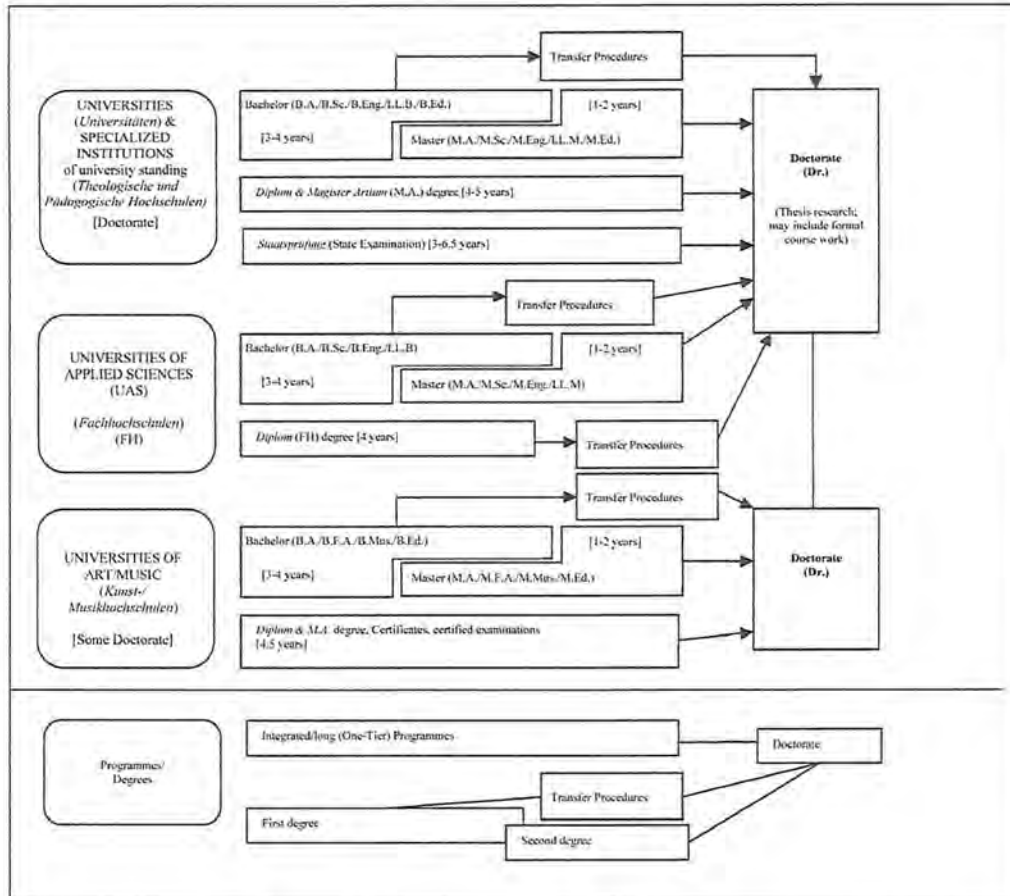 Transfer Procedures
UNIVERSITIES
(Universitäten) &
SPECIALIZED
INSTITUTIONS
of university standing
(Theologische und
Pädagogische Hochschulen)
[Doctorate]
Bachelor (B.A./B.Sc./B.Eng./LL.B./B.Ed.)
[3-4 years]
[1-2 years]
Master (M.A./M.Sc./M.Eng./LL.M./M.Ed.)
Diplom & Magister Artium (M.A.) degree [4-5 years]
Staatsprüfung (State Examination) [3-6.5 years]
Doctorate
(Dr.)
(Thesis research;
may include formal
course work)
Transfer Procedures
UNIVERSITIES OF
APPLIED SCIENCES
(UAS)
(Fachhochschulen)
(FH)
Bachelor (B.A./B.Sc./B.Eng./LL.B)
[3-4 years]
[1-2 years]
Master (M.A./M.Sc./M.Eng./LL.M)
Diplom (FH) degree [4 years]
Transfer Procedures
Transfer Procedures
UNIVERSITIES OF
ART/MUSIC
(Kunst-/
Musikhochschulen)
[Some Doctorate]
Bachelor (B.A./B.F.A./B.Mus./B.Ed.)
[3-4 years]
[1-2 years]
Master (M.A./M.F.A./M.Mus./M.Ed.)
Diplom & M.A. degree, Certificates, certified examinations
[4.5 years]
Doctorate
(Dr.)
Programmes/
Degrees
Integrated/long (One-Tier) Programmes
Doctorate
Transfer Procedures
First degree
Second degree